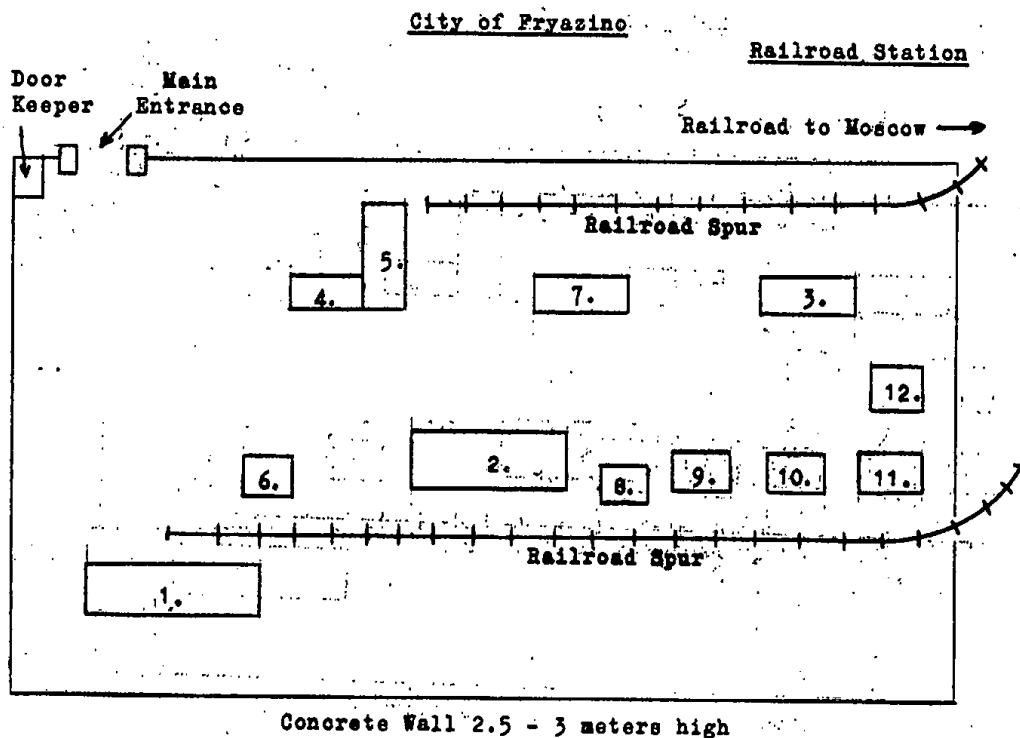 City of Fryazino
Railroad Station
Door
Keeper
Main
Entrance
Railroad to Moscow
Railroad Spur
5.
4.
7.
3.
12.
6.
2.
8.
9.
10.
11.
Railroad Spur
1.
Concrete Wall 2.5 - 3 meters high